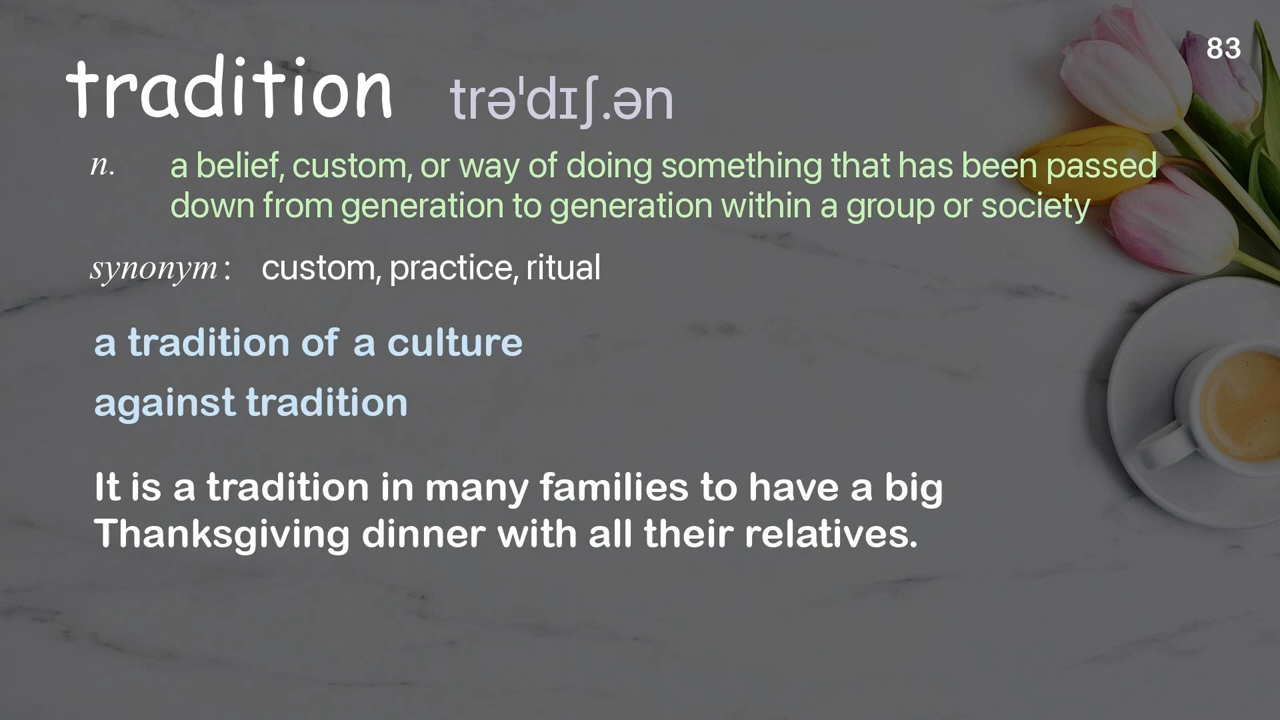 83
tradition trəˈdɪʃ.ən
n. a belief, custom, or way of doing something that has been passed
down from generation to generation within a group or society
synonym: custom, practice, ritual
a tradition of a culture
against tradition
It is a tradition in many families to have a big
Thanksgiving dinner with all their relatives.